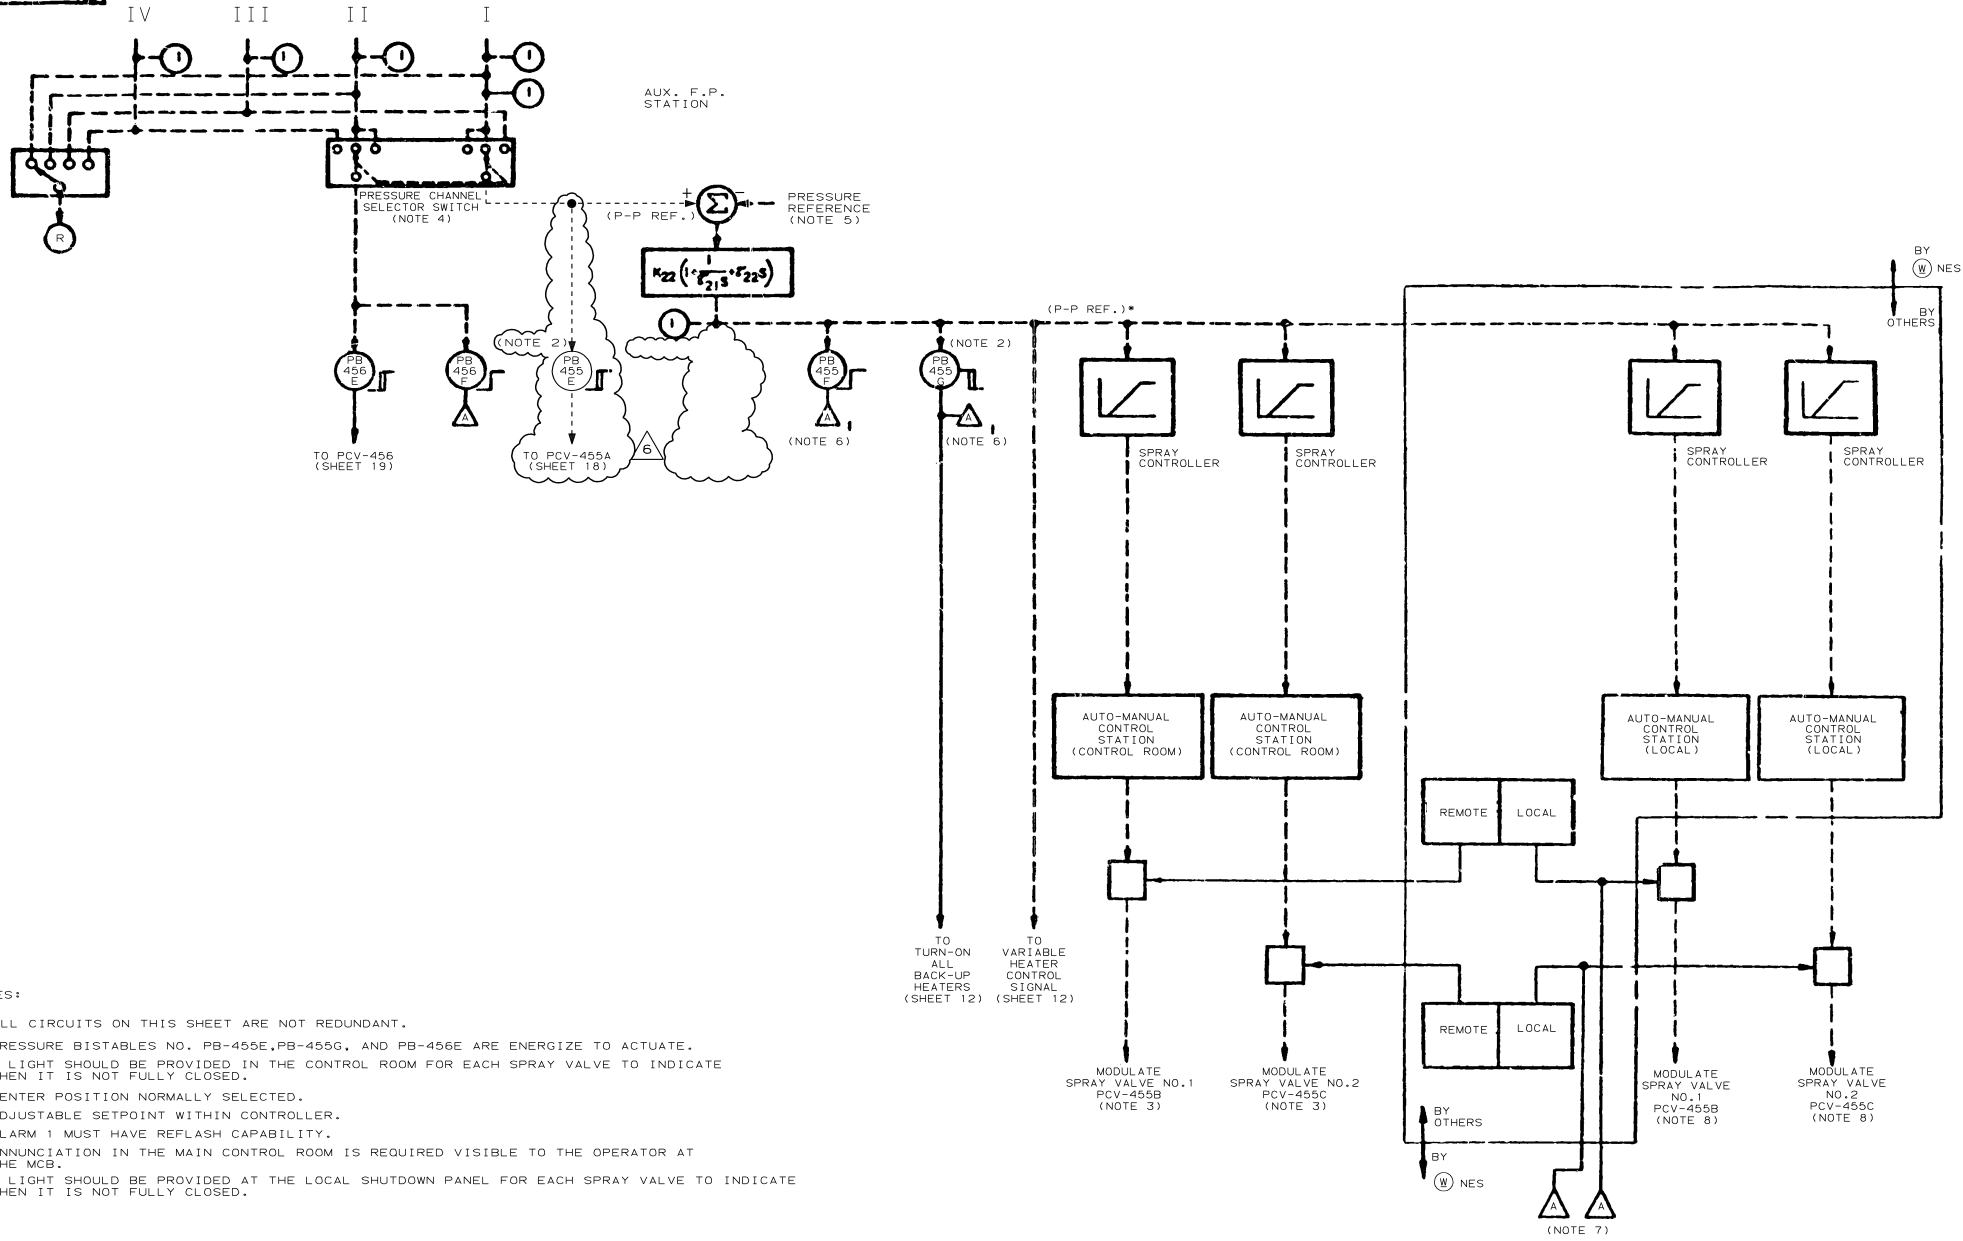 IV III II I
AUX. F.P.
STATION
PRESSURE CHANNEL
SELECTOR SWITCH
(NOTE 4)
R
(P-P REF.)
+ Σ -
PRESSURE
REFERENCE
(NOTE 5)
K22 (1+ 1/τ21S +τ22S)
BY
W NES
BY
OTHERS
(P-P REF.)*
PB
456
E
PB
456
F
A
(NOTE 2)
PB
455
E
PB
455
F
A
1
(NOTE 6)
(NOTE 2)
PB
455
G
A
1
(NOTE 6)
TO PCV-456
(SHEET 19)
TO PCV-455A
(SHEET 18)
6
SPRAY
CONTROLLER
SPRAY
CONTROLLER
SPRAY
CONTROLLER
SPRAY
CONTROLLER
AUTO-MANUAL
CONTROL
STATION
(CONTROL ROOM)
AUTO-MANUAL
CONTROL
STATION
(CONTROL ROOM)
AUTO-MANUAL
CONTROL
STATION
(LOCAL)
AUTO-MANUAL
CONTROL
STATION
(LOCAL)
REMOTE LOCAL
TO
TURN-ON
ALL
BACK-UP
HEATERS
(SHEET 12)
TO
VARIABLE
HEATER
CONTROL
SIGNAL
(SHEET 12)
REMOTE LOCAL
MODULATE
SPRAY VALVE NO.1
PCV-455B
(NOTE 3)
MODULATE
SPRAY VALVE NO.2
PCV-455C
(NOTE 3)
MODULATE
SPRAY VALVE
NO.1
PCV-455B
(NOTE 8)
MODULATE
SPRAY VALVE
NO.2
PCV-455C
(NOTE 8)
BY
OTHERS
BY
W NES
A A
(NOTE 7)
ES:
LL CIRCUITS ON THIS SHEET ARE NOT REDUNDANT.
RESSURE BISTABLES NO. PB-455E,PB-455G, AND PB-456E ARE ENERGIZE TO ACTUATE.
LIGHT SHOULD BE PROVIDED IN THE CONTROL ROOM FOR EACH SPRAY VALVE TO INDICATE
HEN IT IS NOT FULLY CLOSED.
ENTER POSITION NORMALLY SELECTED.
DJUSTABLE SETPOINT WITHIN CONTROLLER.
LARM 1 MUST HAVE REFLASH CAPABILITY.
NNUNCIATION IN THE MAIN CONTROL ROOM IS REQUIRED VISIBLE TO THE OPERATOR AT
HE MCB.
LIGHT SHOULD BE PROVIDED AT THE LOCAL SHUTDOWN PANEL FOR EACH SPRAY VALVE TO INDICATE
HEN IT IS NOT FULLY CLOSED.